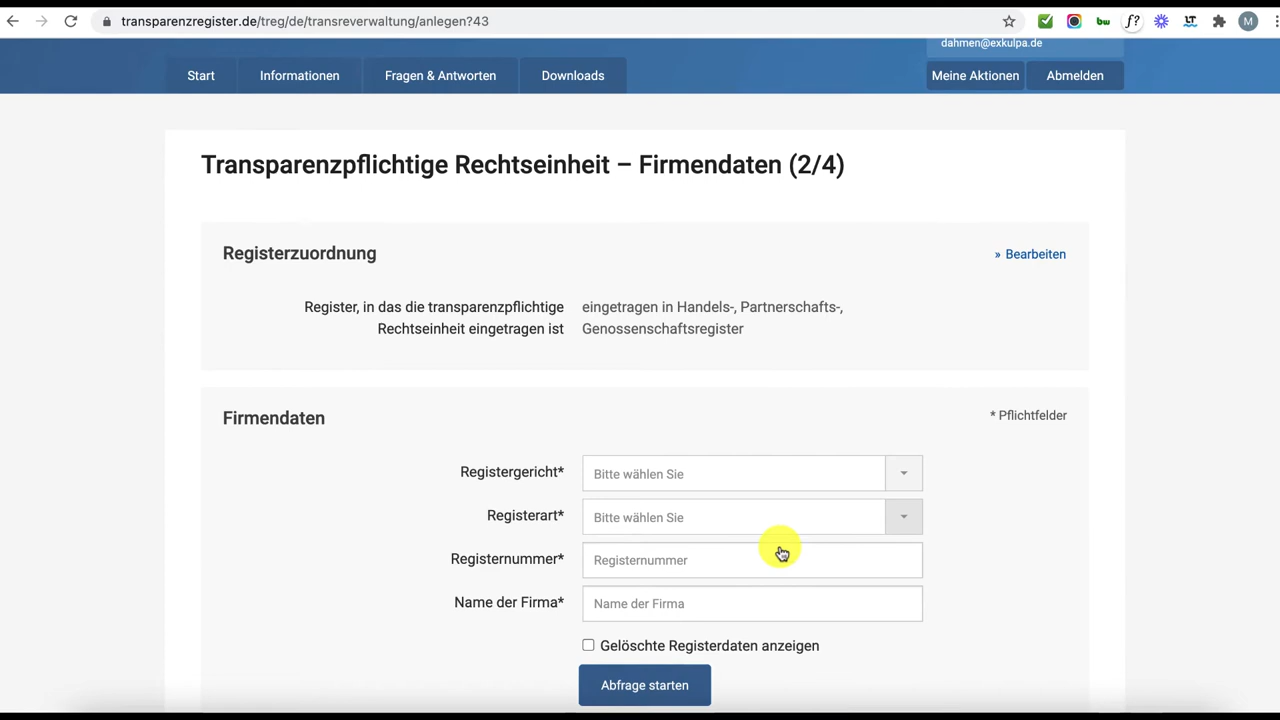 transparenzregister.de/treg/de/transreverwaltung/anlegen?43
bw
f?
LT
M
dahmen@exkulpa.de
Start
Informationen
Fragen & Antworten
Downloads
Meine Aktionen
Abmelden
Transparenzpflichtige Rechtseinheit – Firmendaten (2/4)
Registerzuordnung
» Bearbeiten
Register, in das die transparenzpflichtige
Rechtseinheit eingetragen ist
eingetragen in Handels-, Partnerschafts-,
Genossenschaftsregister
Firmendaten
* Pflichtfelder
Registergericht*
Bitte wählen Sie
Registerart*
Bitte wählen Sie
Registernummer*
Registernummer
Name der Firma*
Name der Firma
Gelöschte Registerdaten anzeigen
Abfrage starten